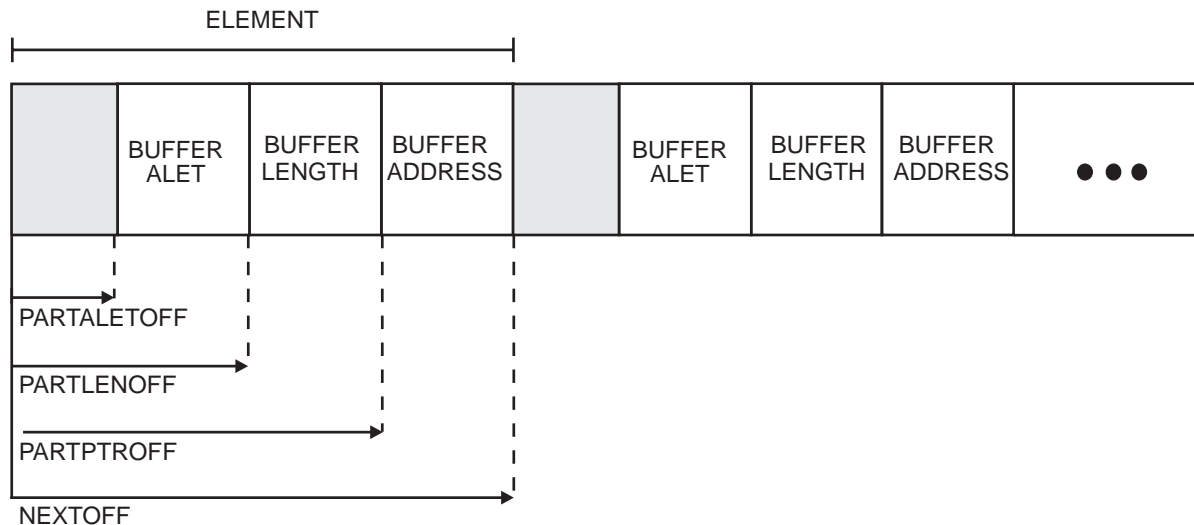 ELEMENT
BUFFER ALET
BUFFER LENGTH
BUFFER ADDRESS
BUFFER ALET
BUFFER LENGTH
BUFFER ADDRESS
PARTALETOFF
PARTLENOFF
PARTPTROFF
NEXTOFF